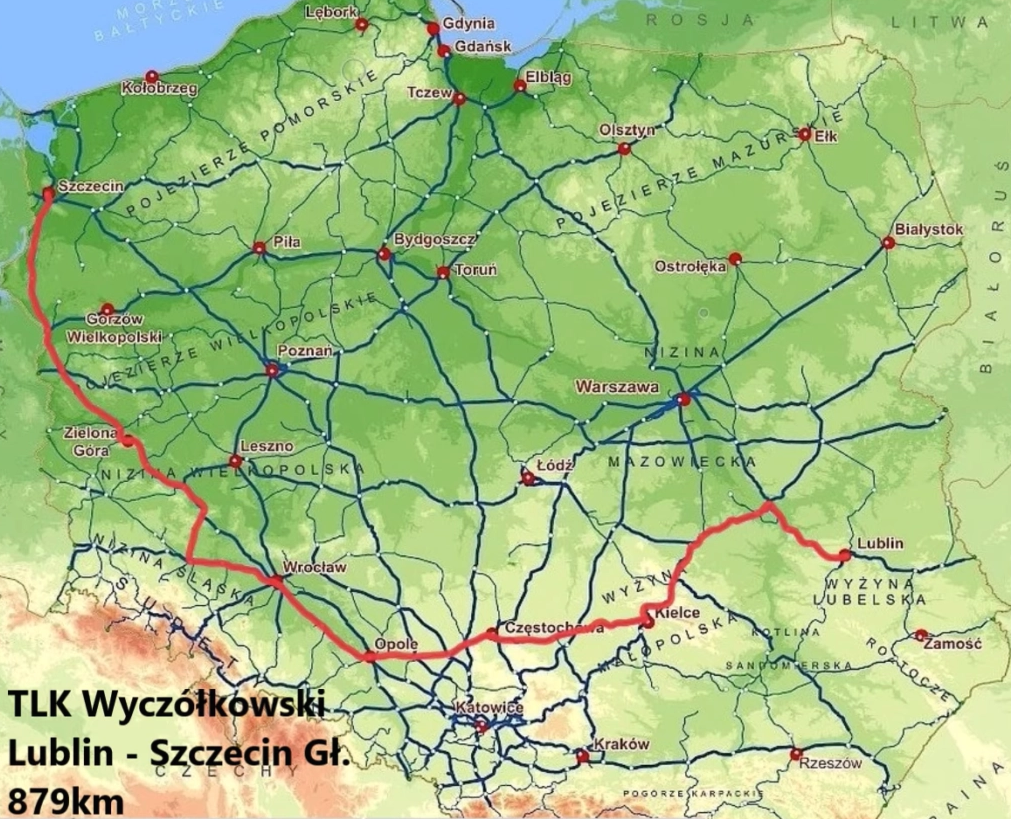 MORZE
BAŁTYCKIE
ROSJA
LITWA
Lębork
Gdynia
Gdańsk
Kołobrzeg
Elbląg
Tczew
POJEZIERZE POMORSKIE
Olsztyn
Ełk
POJEZIERZE MAZURSKIE
Szczecin
BIAŁORUŚ
Piła
Bydgoszcz
Białystok
Toruń
Ostrołęka
Gorzów
Wielkopolski
POJEZIERZE WIELKOPOLSKIE
Poznań
NIZINA
Warszawa
Zielona
Góra
Leszno
NIZINA WIELKOPOLSKA
Łódź
MAZOWIECKA
NIZINA ŚLĄSKA
Wrocław
Lublin
WYŻYNA
LUBELSKA
SUDETY
WYŻYN
Opole
Częstochowa
Kielce
MAŁOPOLSKA
KOTLINA
SANDOMIERSKA
Zamość
ROZTOCZE
TLK Wyczółkowski
Katowice
Lublin - Szczecin Gł.
Kraków
Rzeszów
CZECHY
879km
POGÓRZE KARPACKIE
AINA